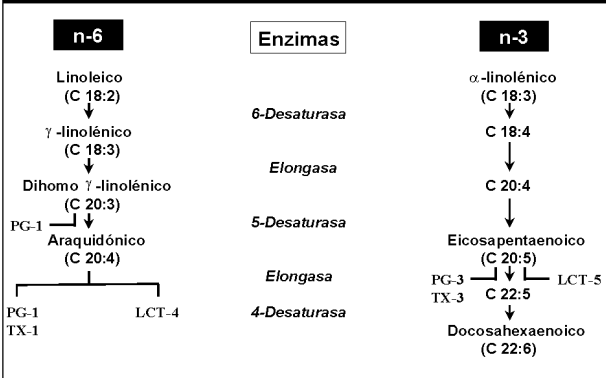 n-6
Enzimas
n-3
Linoleico
(C 18:2)
α-linolénico
(C 18:3)
6-Desaturasa
γ-linolénico
(C 18:3)
C 18:4
Elongasa
Dihomo γ-linolénico
(C 20:3)
C 20:4
PG-1
5-Desaturasa
Araquidónico
(C 20:4)
Eicosapentaenoico
(C 20:5)
Elongasa
PG-3
TX-3
C 22:5
LCT-5
PG-1
TX-1
LCT-4
4-Desaturasa
Docosahexaenoico
(C 22:6)